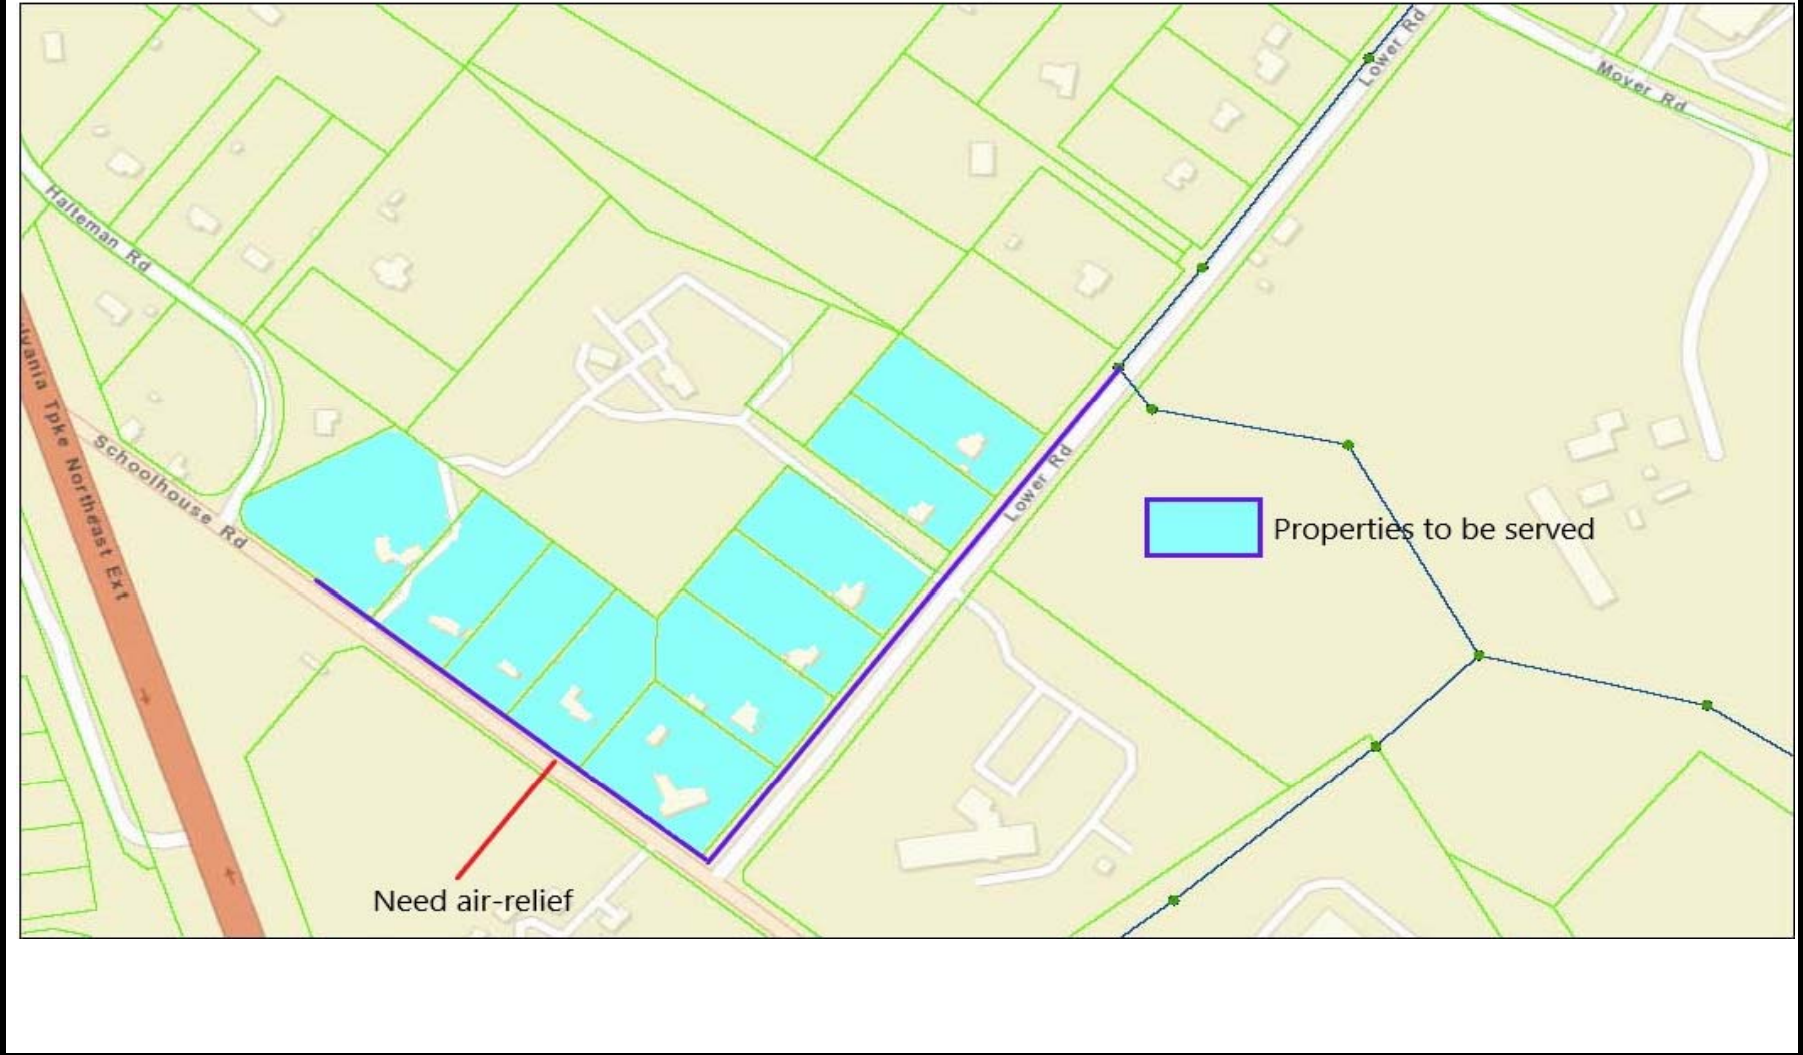 Lower Rd
Moyer Rd
Halteman Rd
lvania Tpke Northeast Ext
Schoolhouse Rd
Lower Rd
Properties to be served
Need air-relief